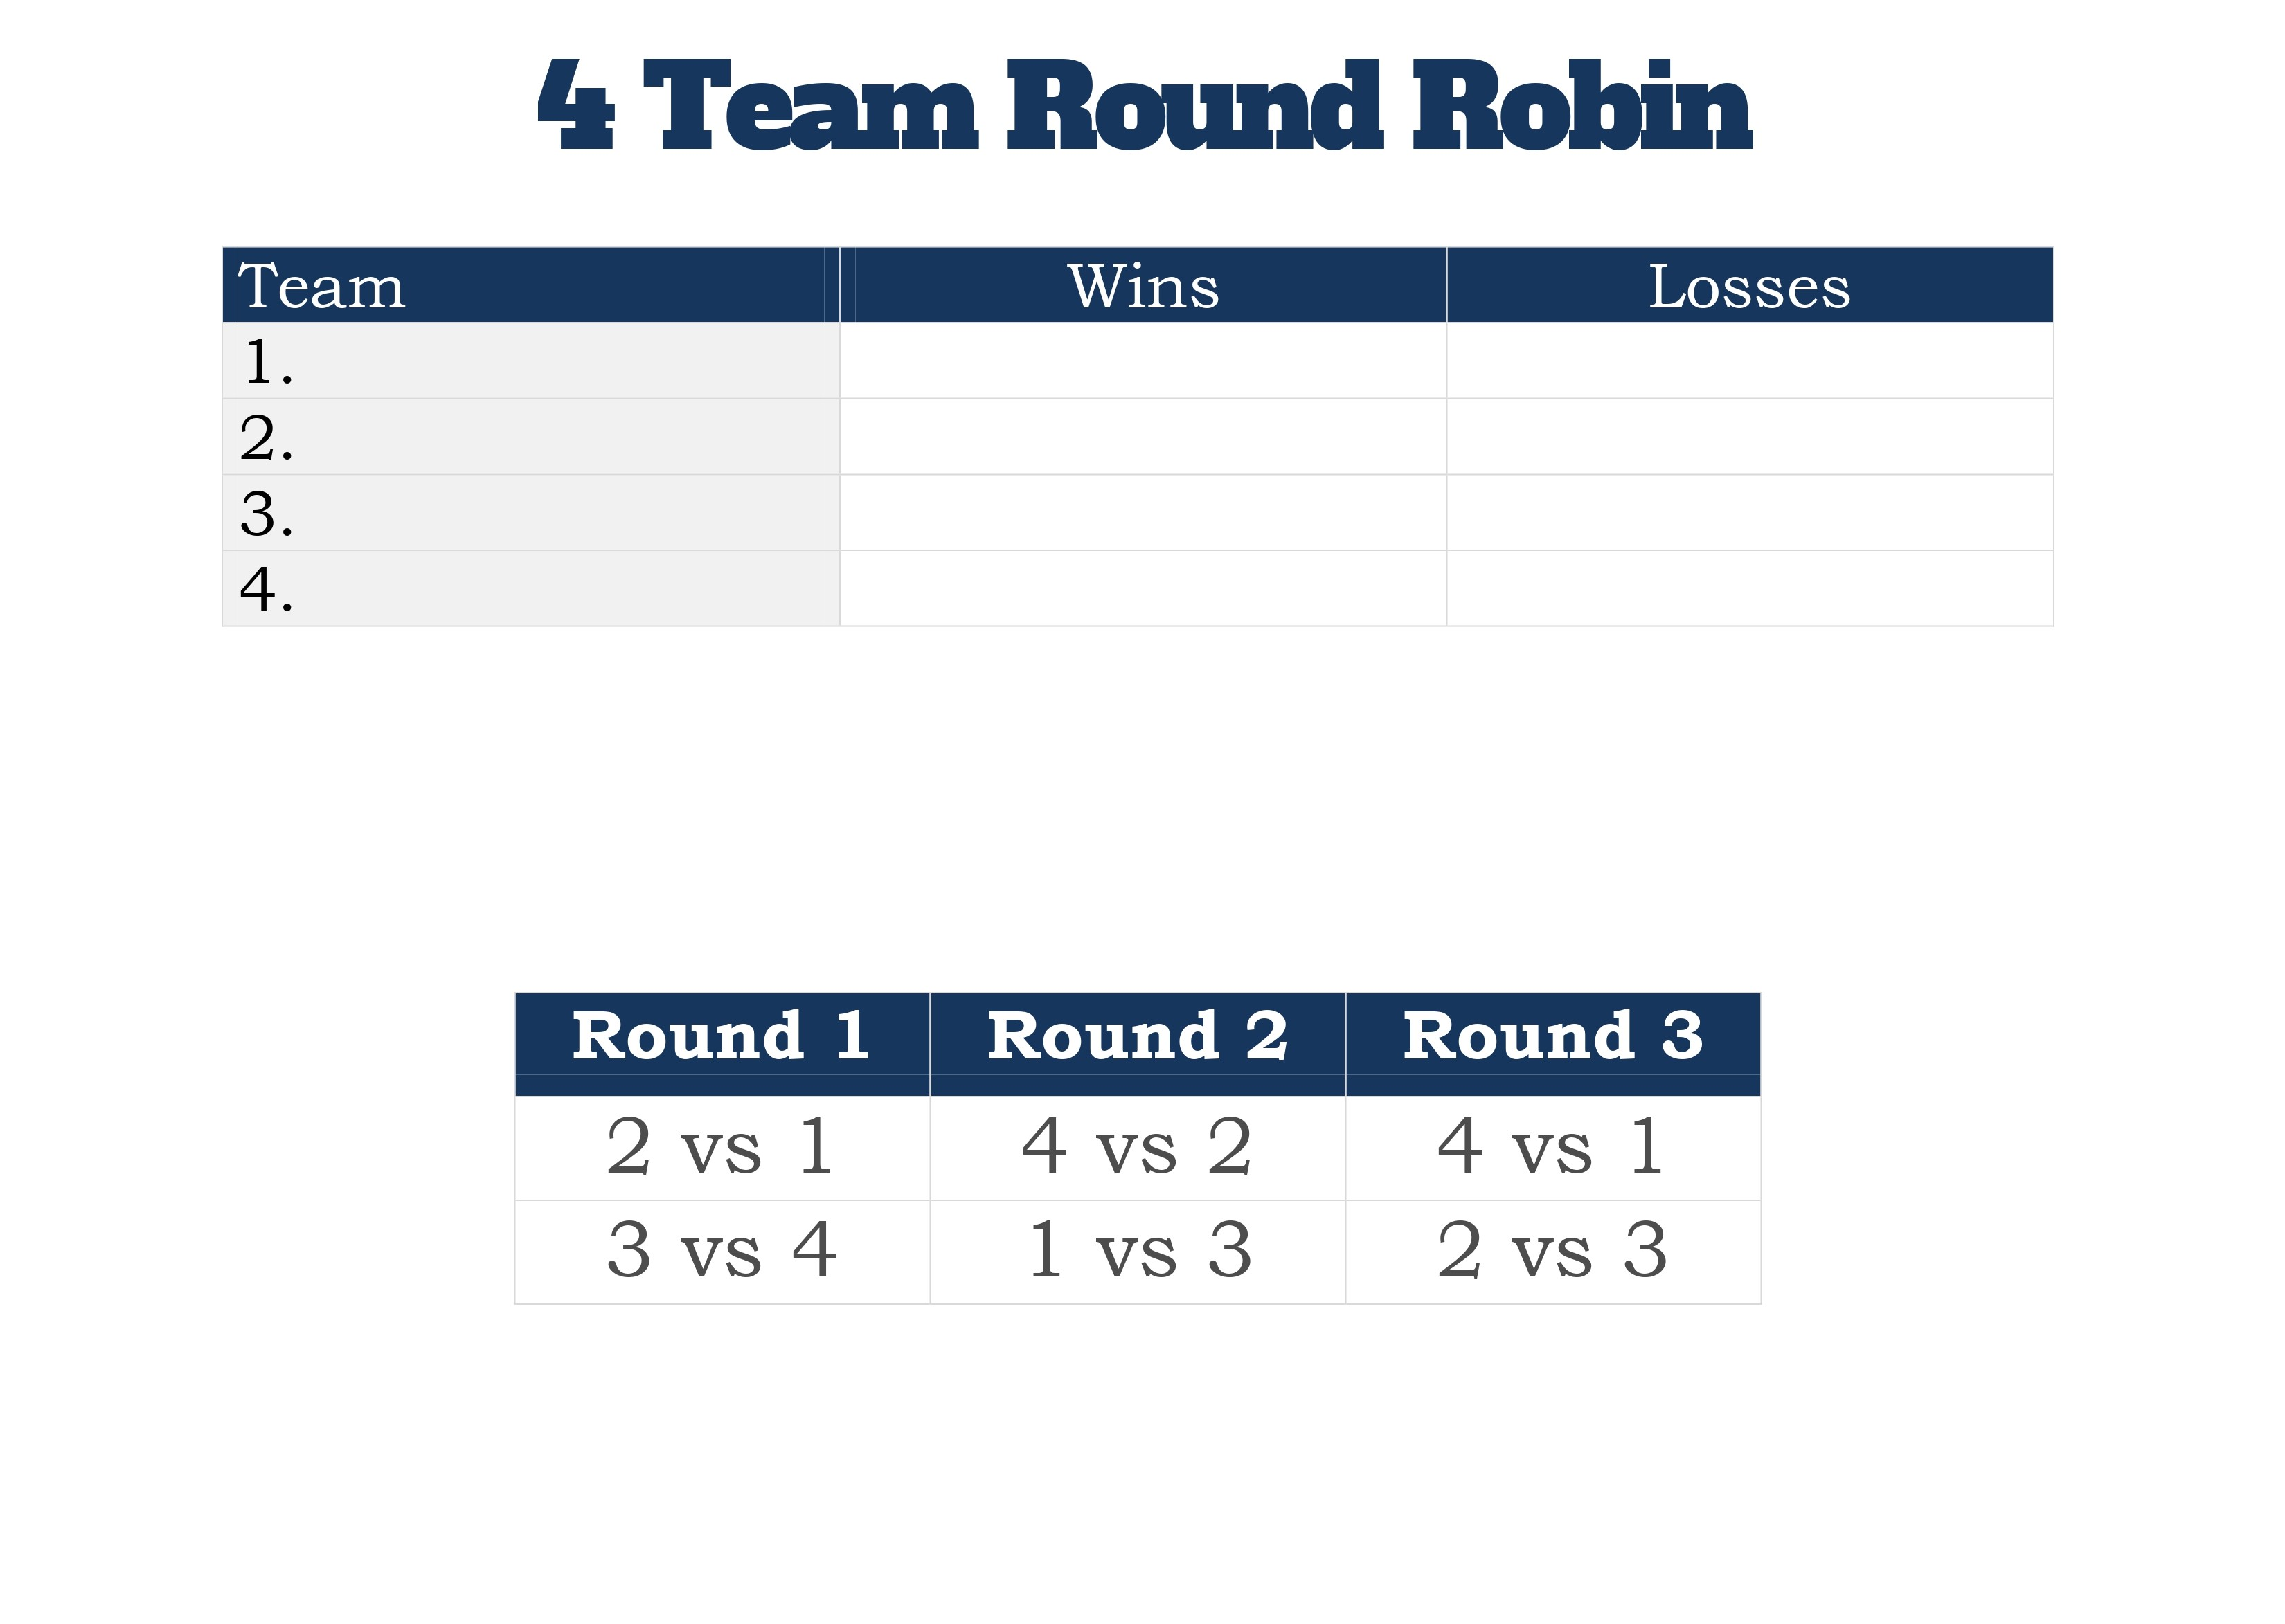 4 Team Round Robin
Team Wins Losses
1.
2.
3.
4.
Round 1 Round 2 Round 3
2 vs 1 4 vs 2 4 vs 1
3 vs 4 1 vs 3 2 vs 3